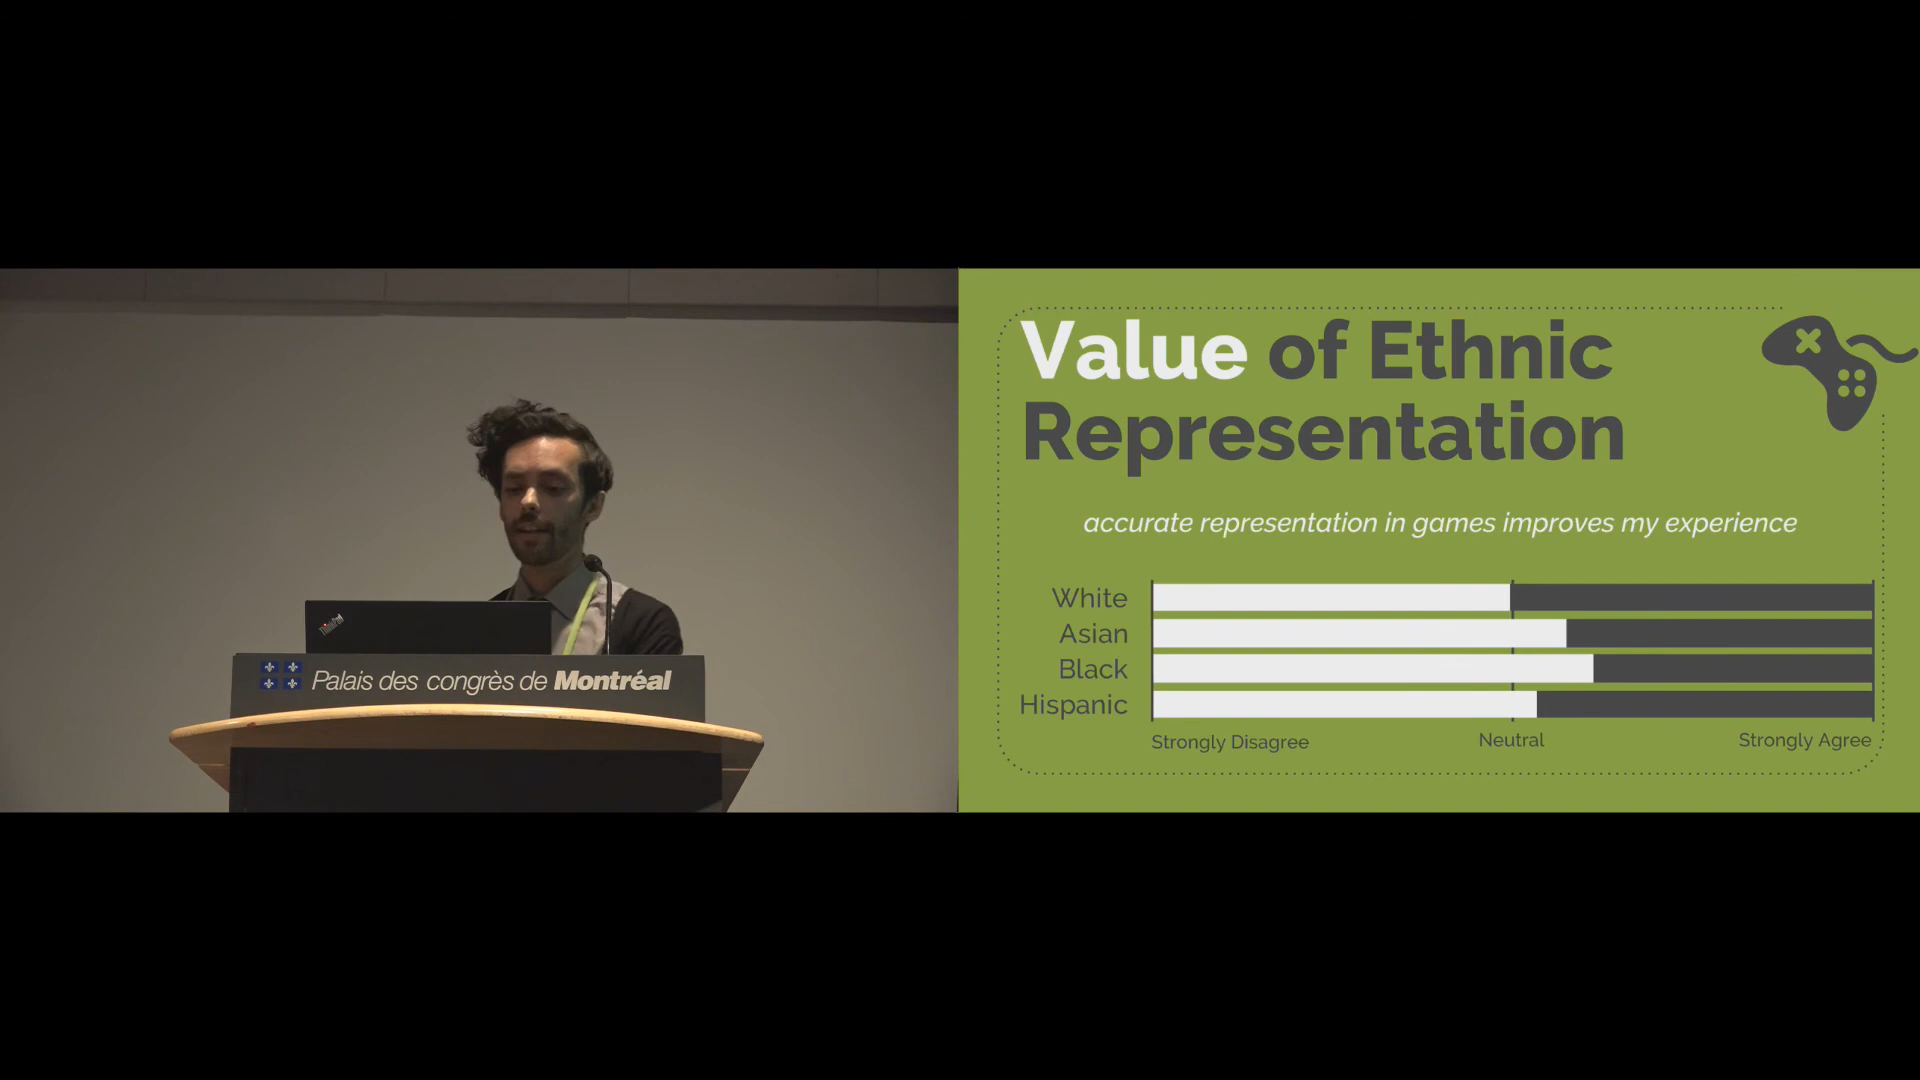 Value of Ethnic
Representation
accurate representation in games improves my experience
White
Asian
Black
Hispanic
Strongly Disagree
Neutral
Strongly Agree
ThinkPad
Palais des congrès de Montréal